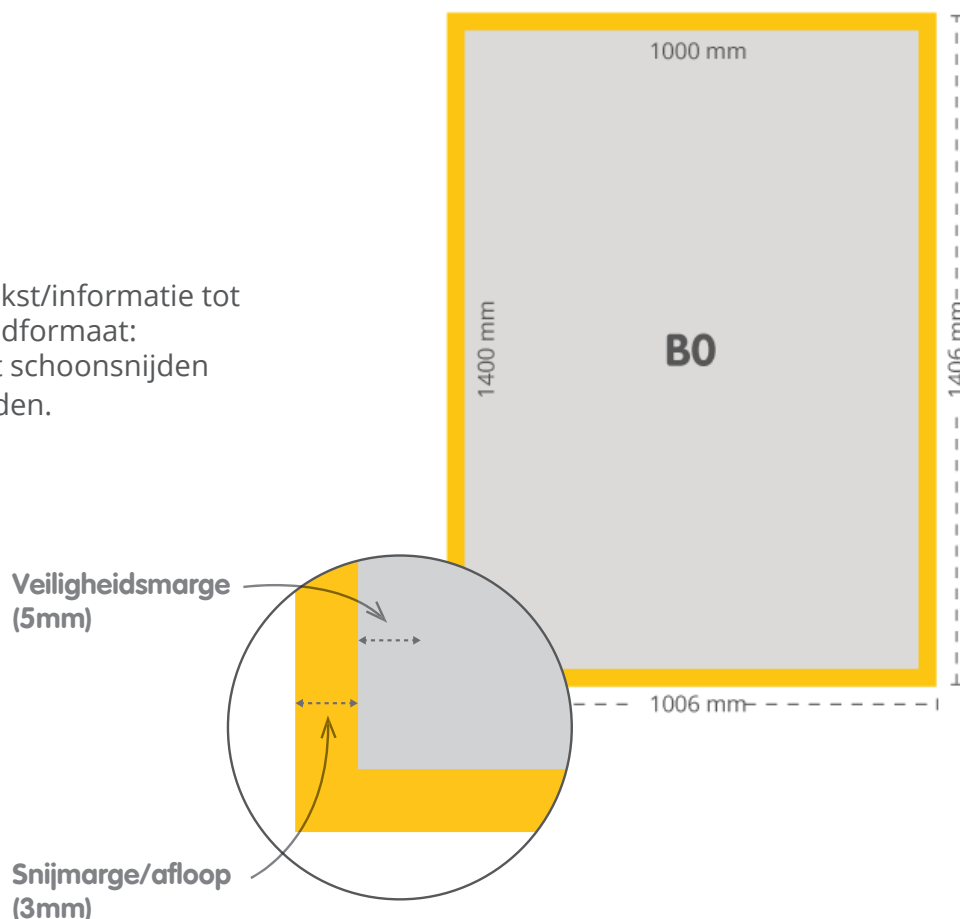 1000 mm
kst/informatie tot
dformaat:
schoonsnijden
den.
1400 mm
B0
1406 mm
Veiligheidsmarge
(5mm)
1006 mm
Snijmarge/afloop
(3mm)